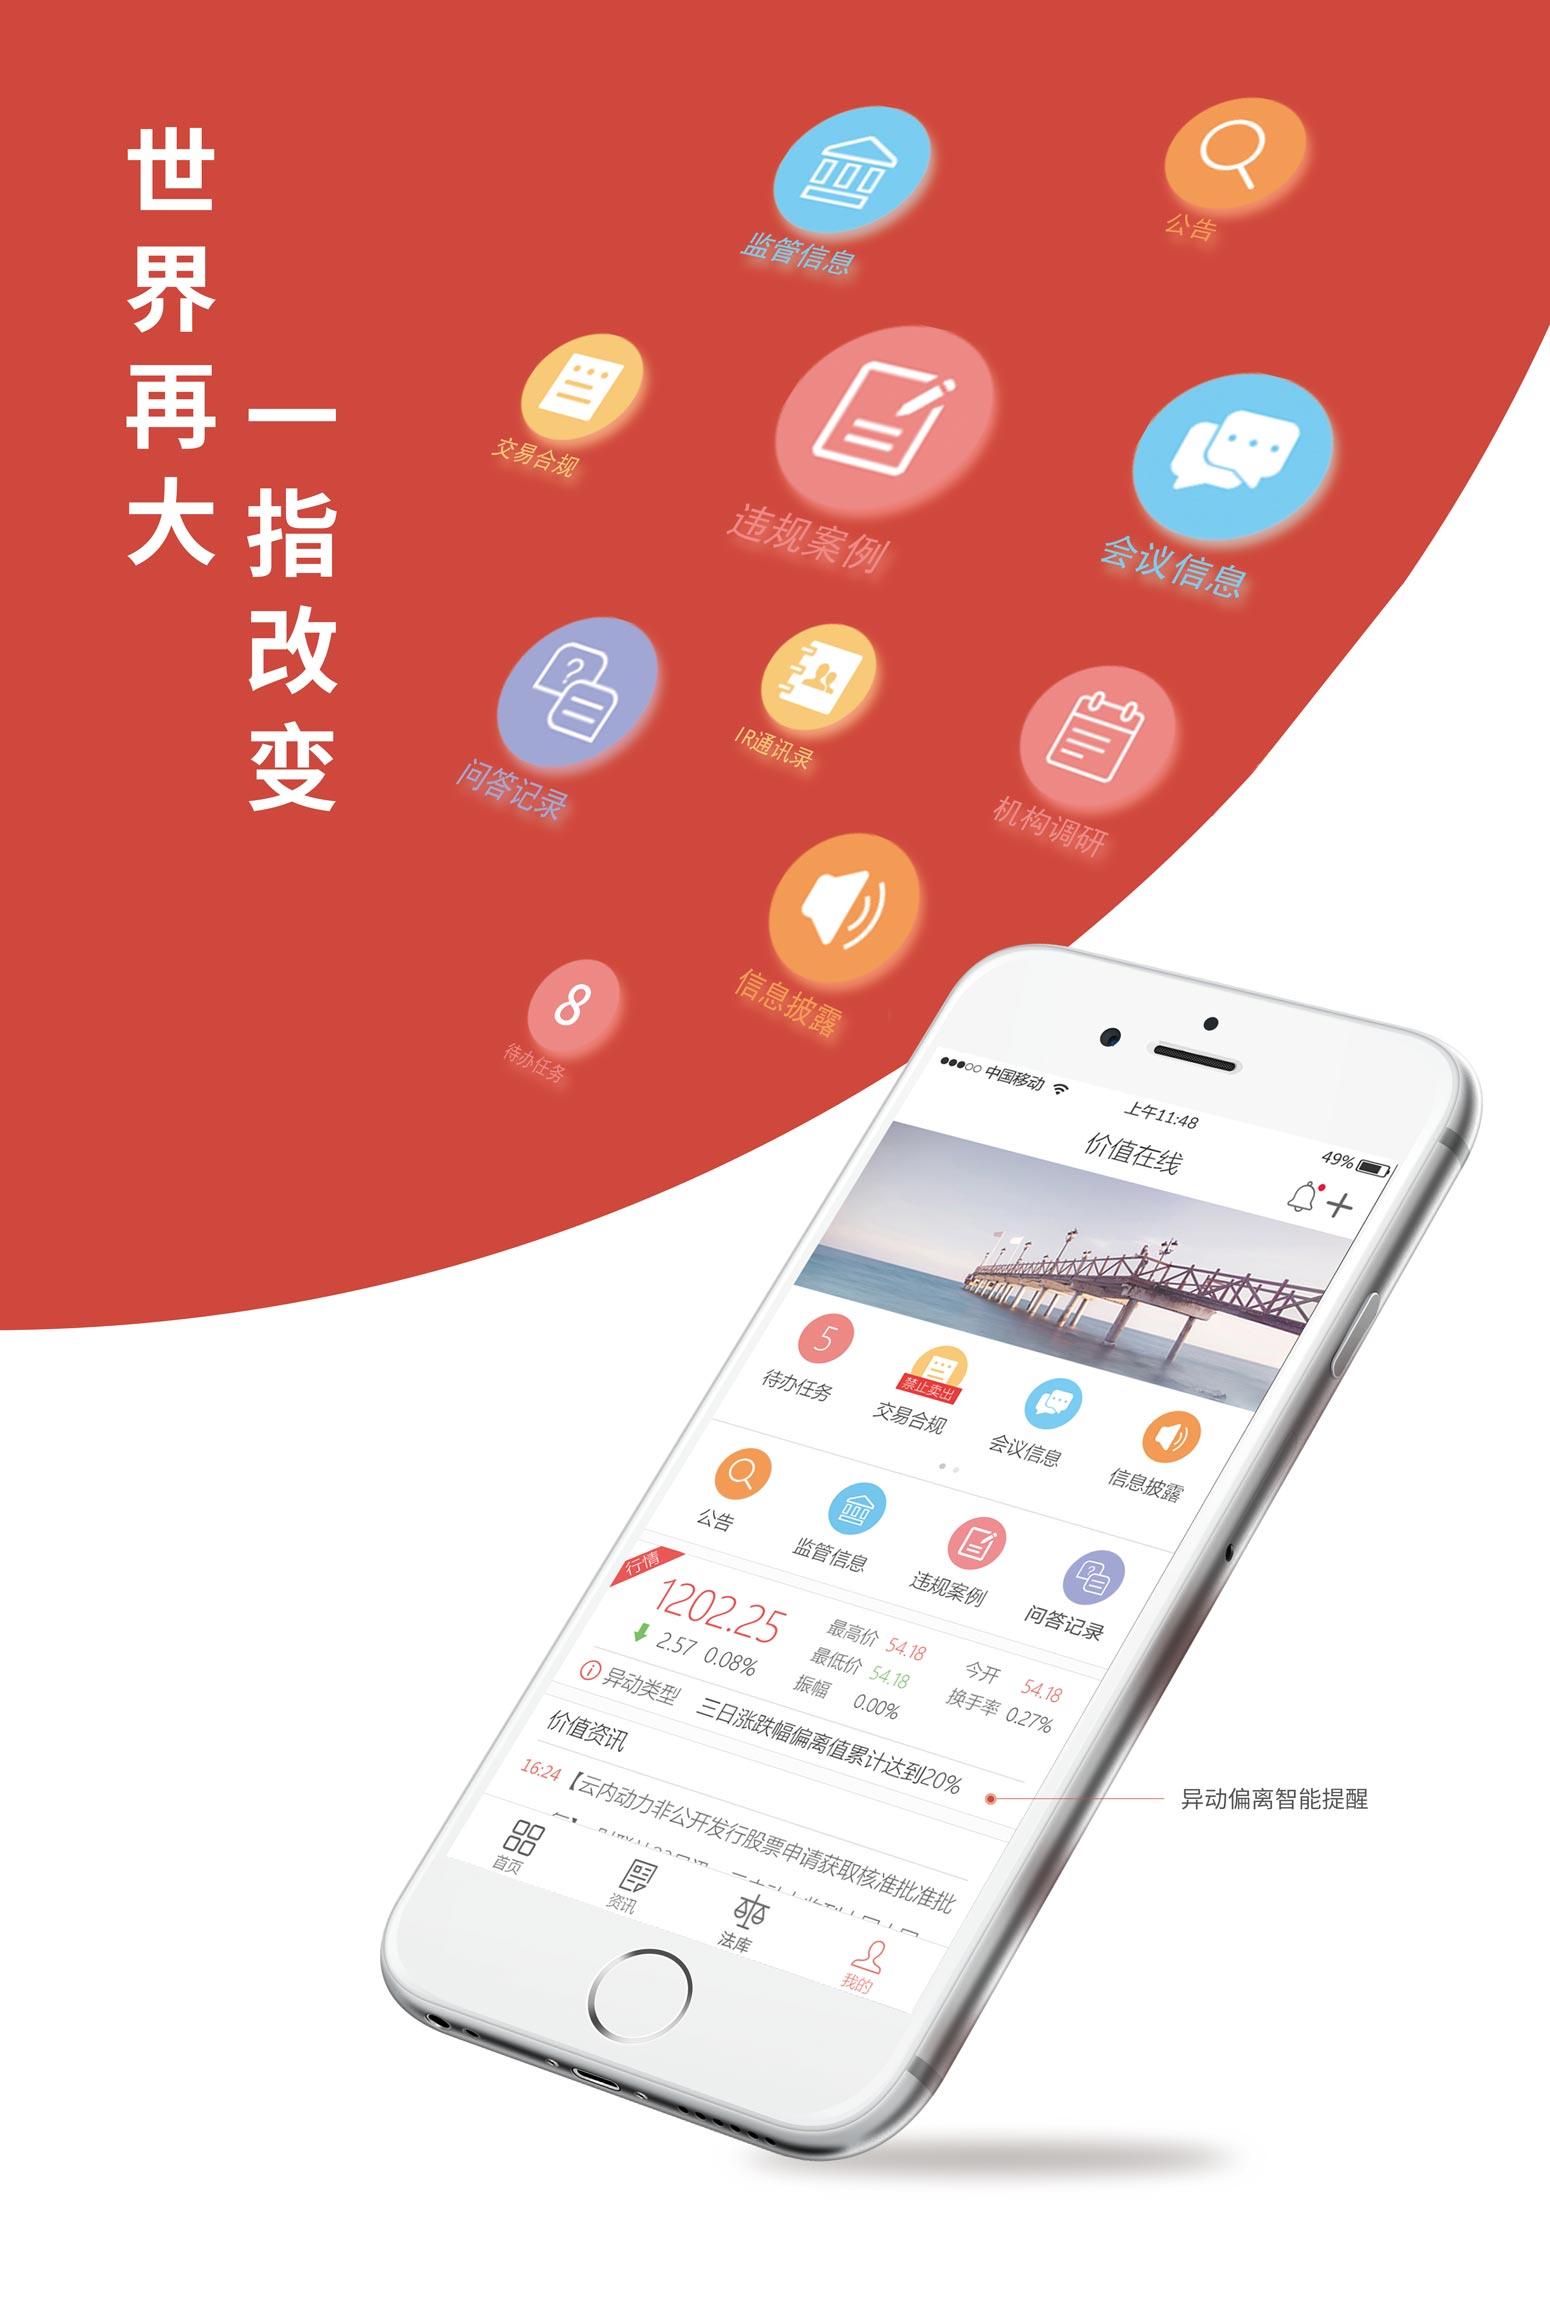 世界再大
一指改变
监管信息
公告
交易合规
违规案例
会议信息
问答记录
IR通讯录
机构调研
信息披露
8
待办任务
中国移动
上午11:48
49%
价值在线
5
待办任务
禁止卖出
交易合规
会议信息
信息披露
公告
监管信息
违规案例
问答记录
行情
1202.25
2.57 0.08%
最高价 54.18
最低价 54.18
振幅 0.00%
今开 54.18
换手率 0.27%
异动类型 三日涨跌幅偏离值累计达到20%
异动偏离智能提醒
价值资讯
16:24 【云内动力非公开发行股票申请获取核准批准批
首页
资讯
法库
我的